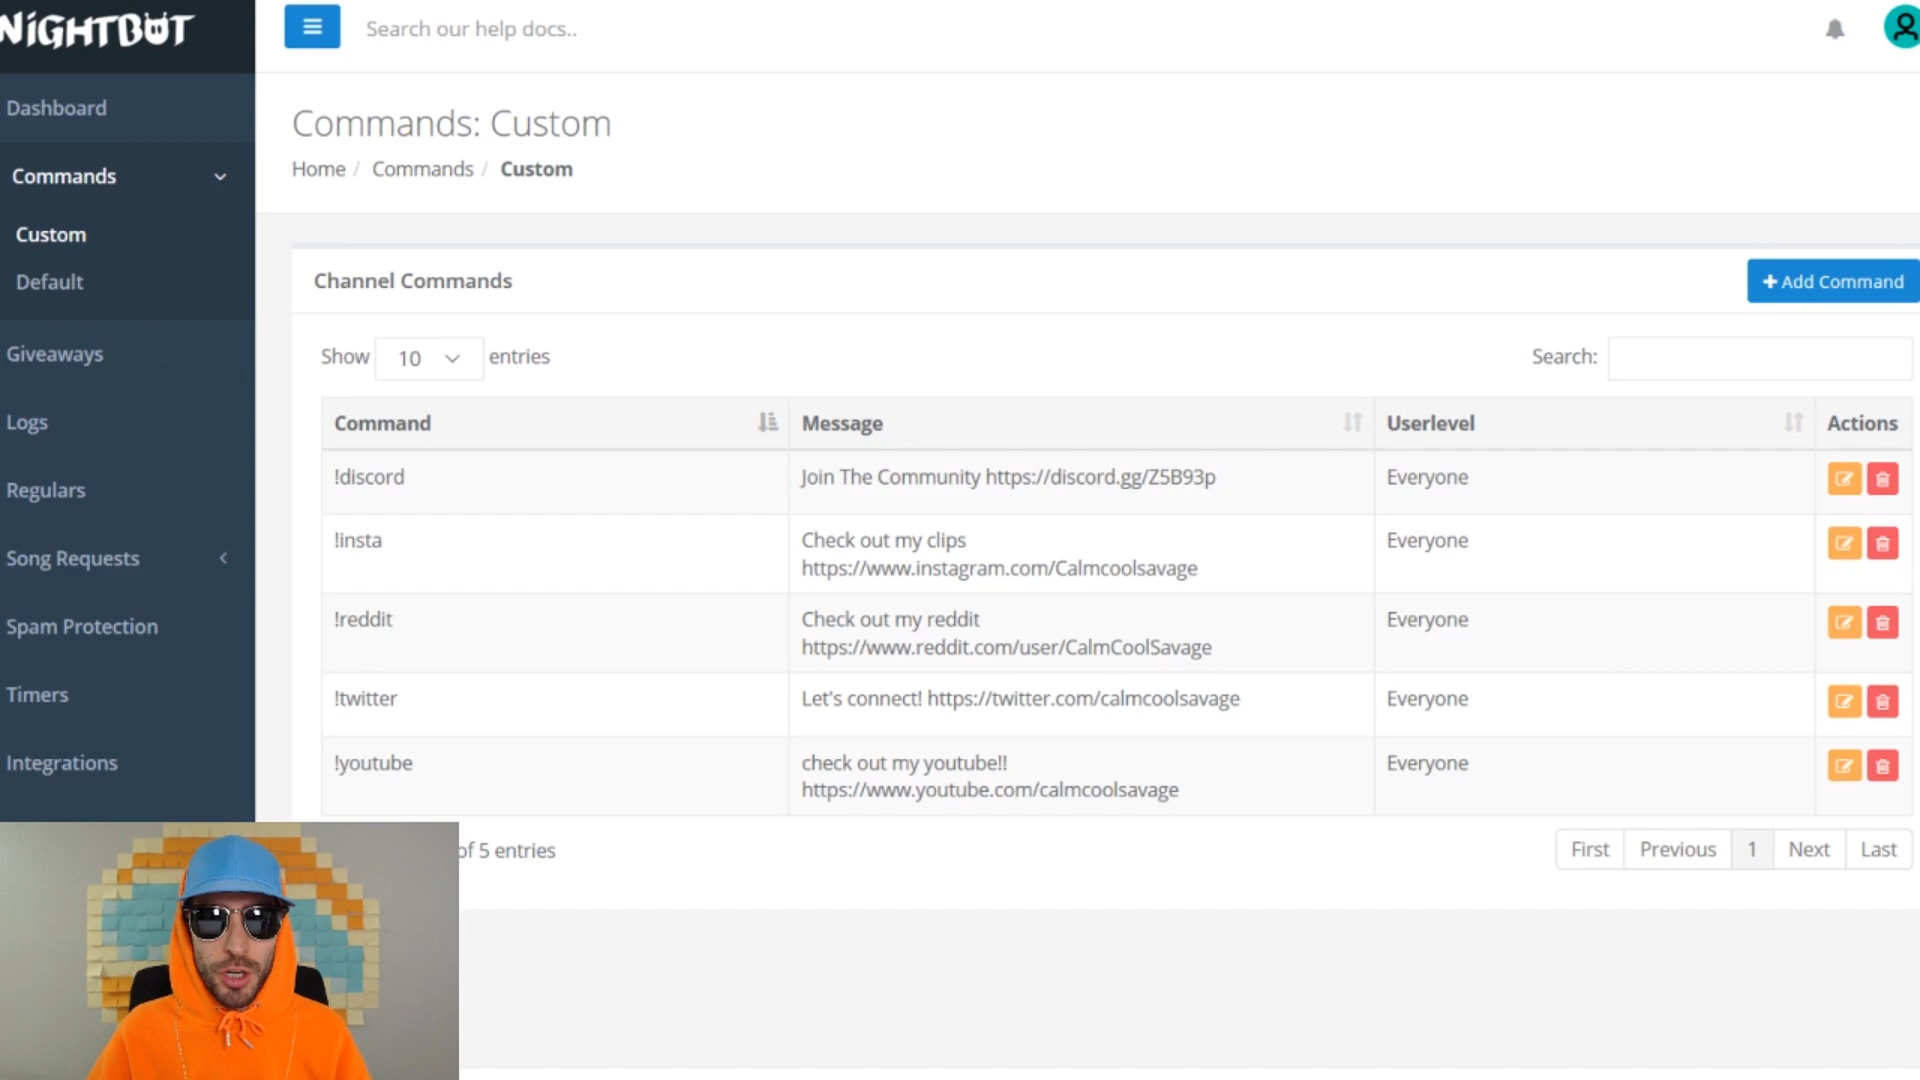 NIGHTBOT
Search our help docs..
Dashboard
Commands
Custom
Default
Giveaways
Logs
Regulars
Song Requests
Spam Protection
Timers
Integrations
Commands: Custom
Home / Commands / Custom
Channel Commands
+ Add Command
Show 10 entries
Search:
Command Message Userlevel Actions
!discord Join The Community https://discord.gg/Z5B93p Everyone
!insta Check out my clips Everyone
https://www.instagram.com/Calmcoolsavage
!reddit Check out my reddit Everyone
https://www.reddit.com/user/CalmCoolSavage
!twitter Let's connect! https://twitter.com/calmcoolsavage Everyone
!youtube check out my youtube!! Everyone
https://www.youtube.com/calmcoolsavage
of 5 entries
First Previous 1 Next Last